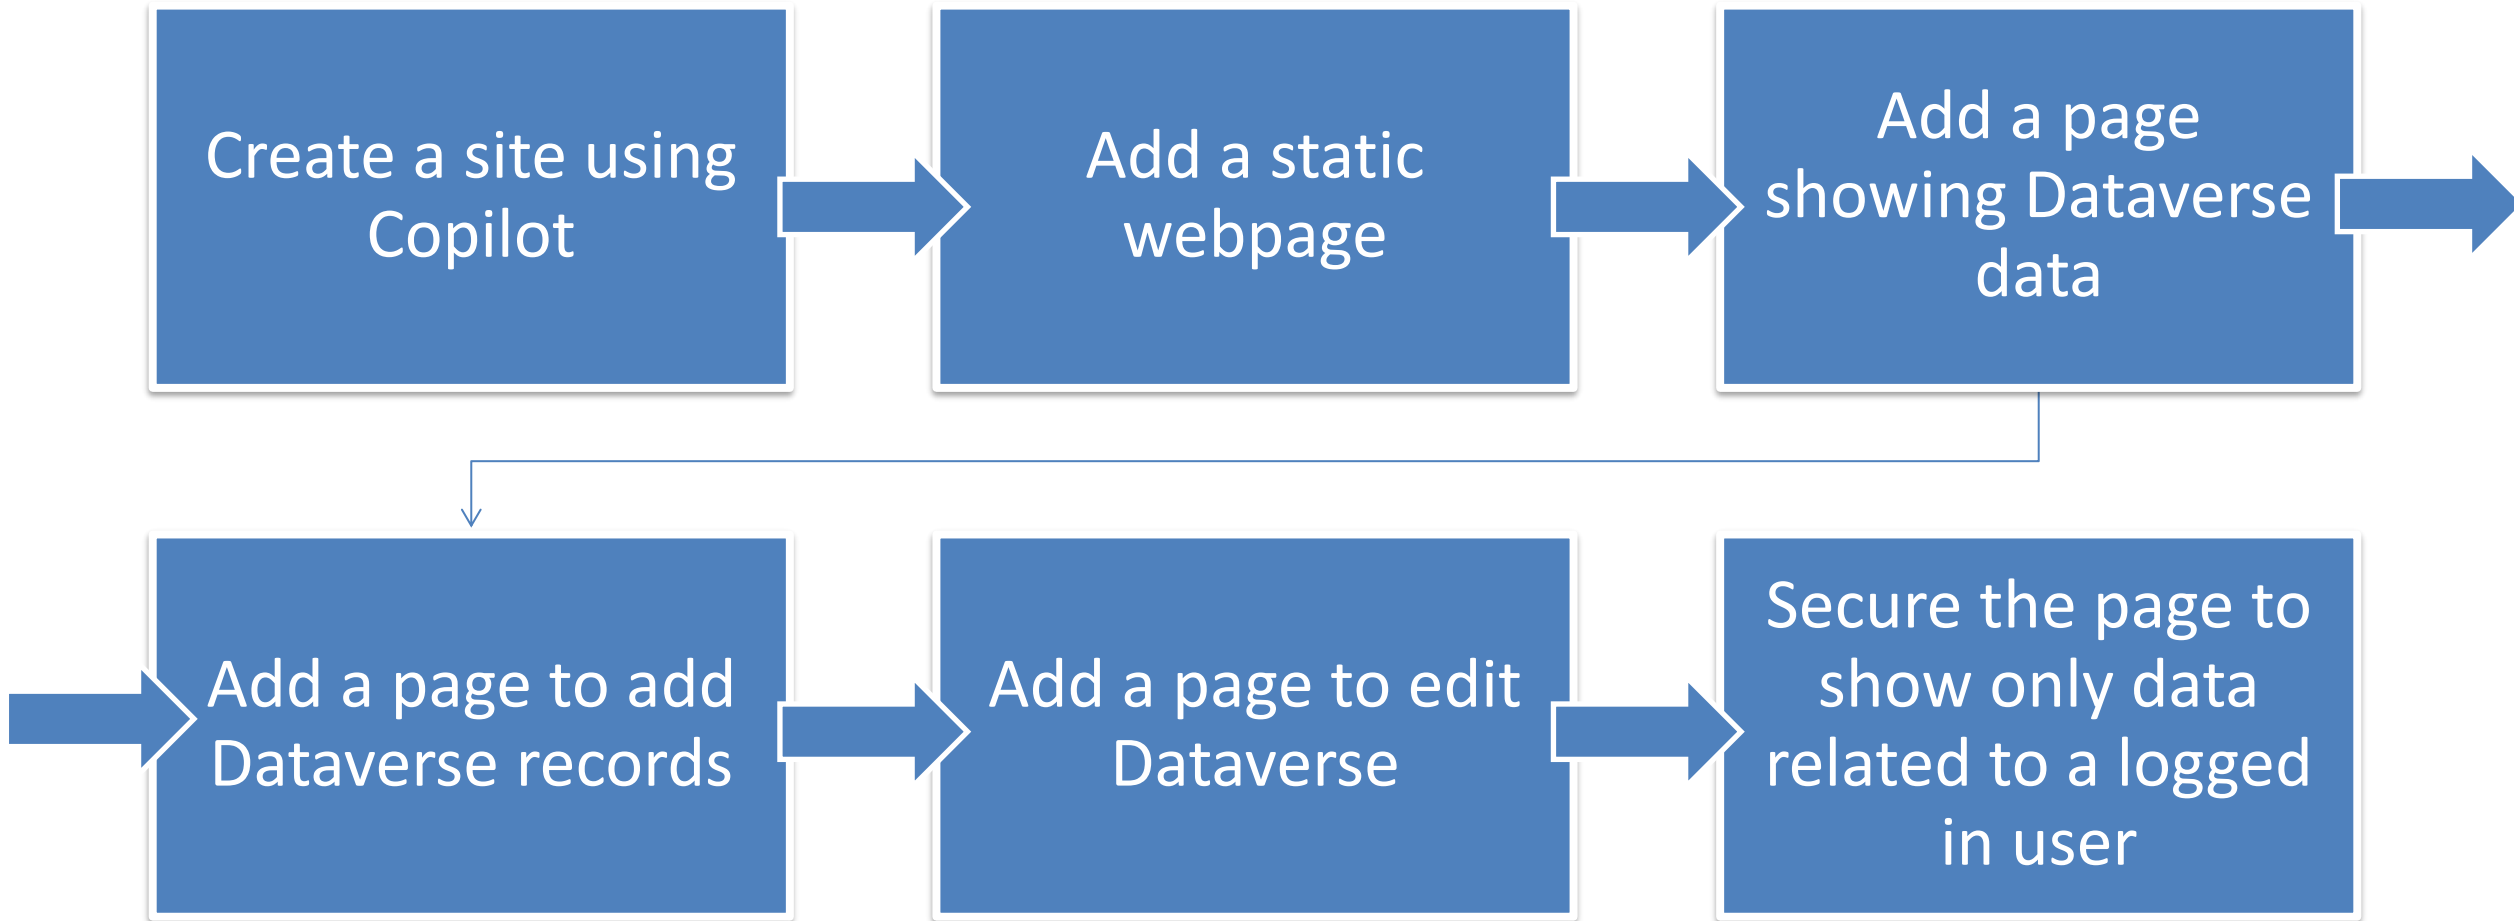 Create a site using
Copilot
Add a static
webpage
Add a page
showing Dataverse
data
Add a page to add
Dataverse records
Add a page to edit
Dataverse
Secure the page to
show only data
related to a logged
in user